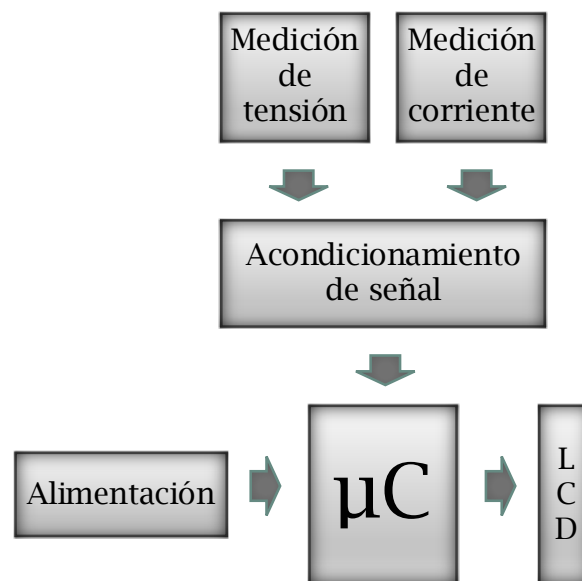 Medición
de
tensión
Medición
de
corriente
Acondicionamiento
de señal
Alimentación
µC
L
C
D